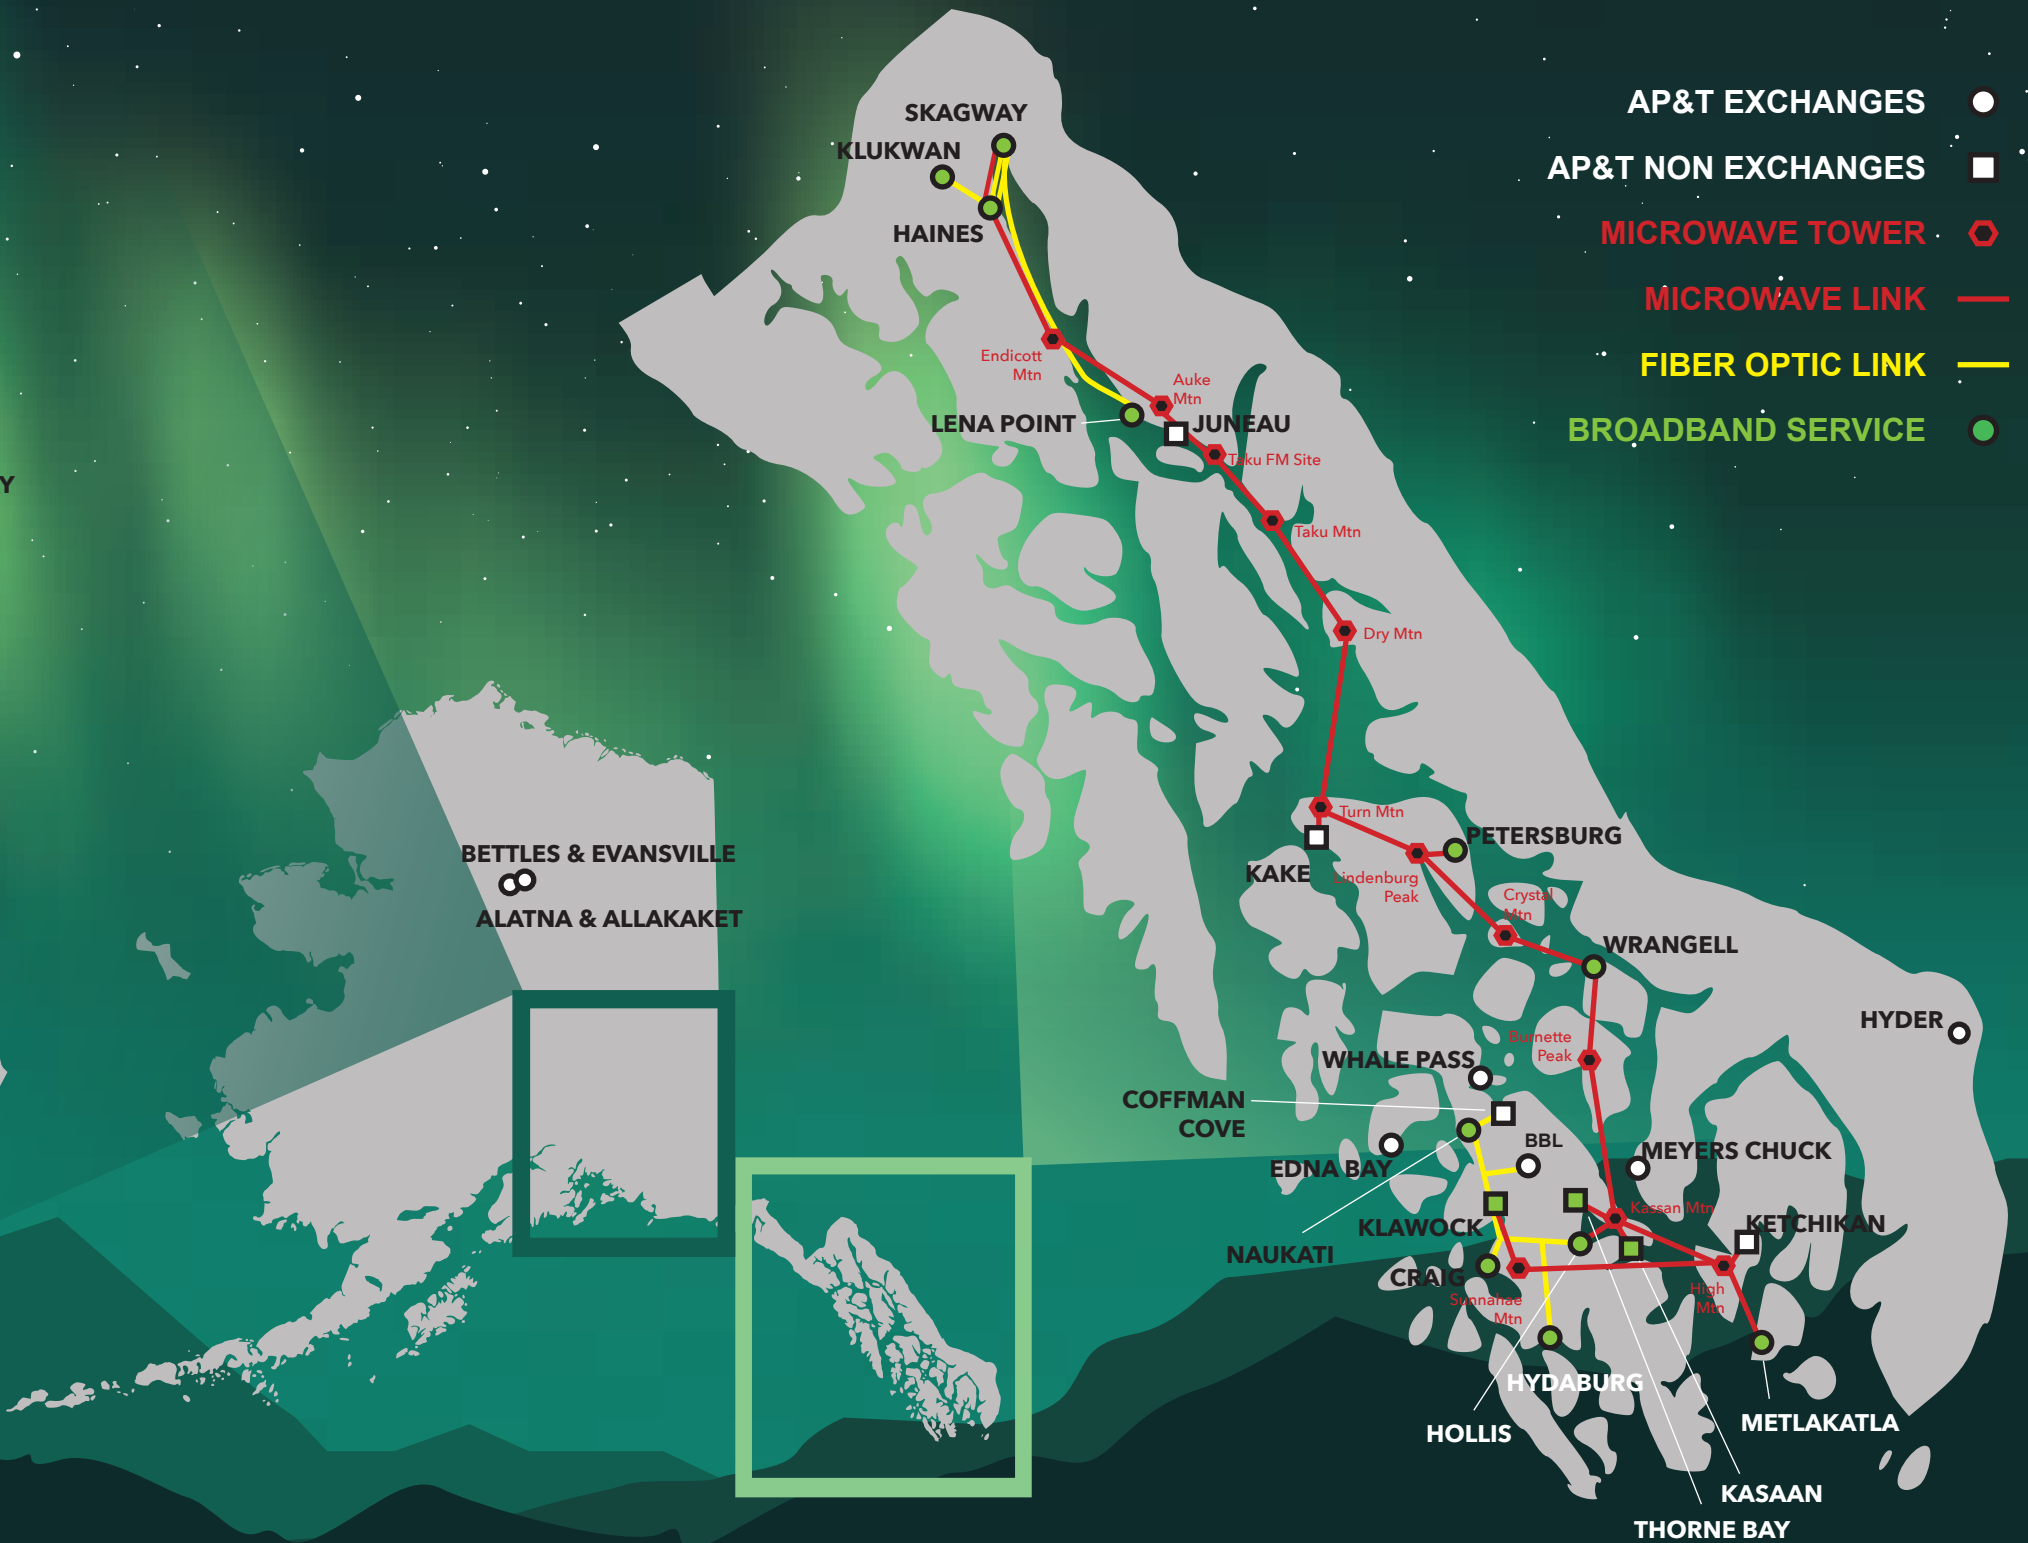 AP&T EXCHANGES
AP&T NON EXCHANGES
MICROWAVE TOWER
MICROWAVE LINK
FIBER OPTIC LINK
BROADBAND SERVICE
SKAGWAY
KLUKWAN
HAINES
Endicott
Mtn
Auke
Mtn
LENA POINT
JUNEAU
Taku FM Site
Y
Taku Mtn
Dry Mtn
Turn Mtn
PETERSBURG
KAKE
Lindenburg
Peak
Crystal
Mtn
WRANGELL
BETTLES & EVANSVILLE
ALATNA & ALLAKAKET
HYDER
Burnette
Peak
WHALE PASS
COFFMAN
COVE
BBL
EDNA BAY
MEYERS CHUCK
Kassan Mtn
KLAWOCK
KETCHIKAN
NAUKATI
CRAIG
Sunnahae
Mtn
High
Mtn
HYDABURG
HOLLIS
METLAKATLA
KASAAN
THORNE BAY